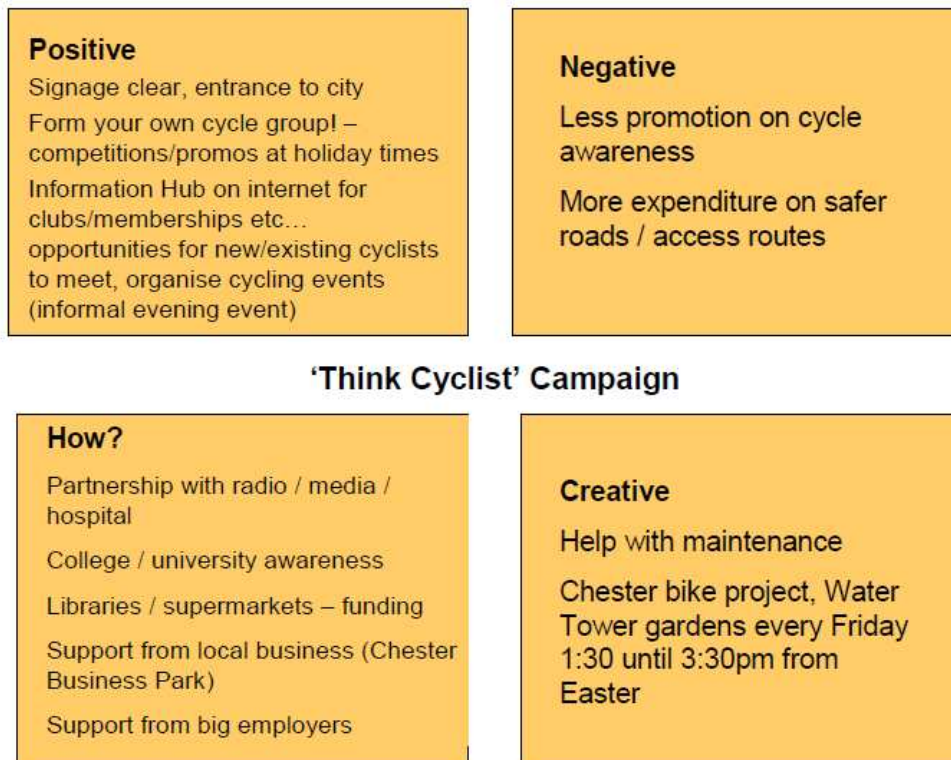 Positive
Signage clear, entrance to city
Form your own cycle group! –
competitions/promos at holiday times
Information Hub on internet for
clubs/memberships etc…
opportunities for new/existing cyclists
to meet, organise cycling events
(informal evening event)
Negative
Less promotion on cycle
awareness
More expenditure on safer
roads / access routes
‘Think Cyclist’ Campaign
How?
Partnership with radio / media /
hospital
College / university awareness
Libraries / supermarkets – funding
Support from local business (Chester
Business Park)
Support from big employers
Creative
Help with maintenance
Chester bike project, Water
Tower gardens every Friday
1:30 until 3:30pm from
Easter